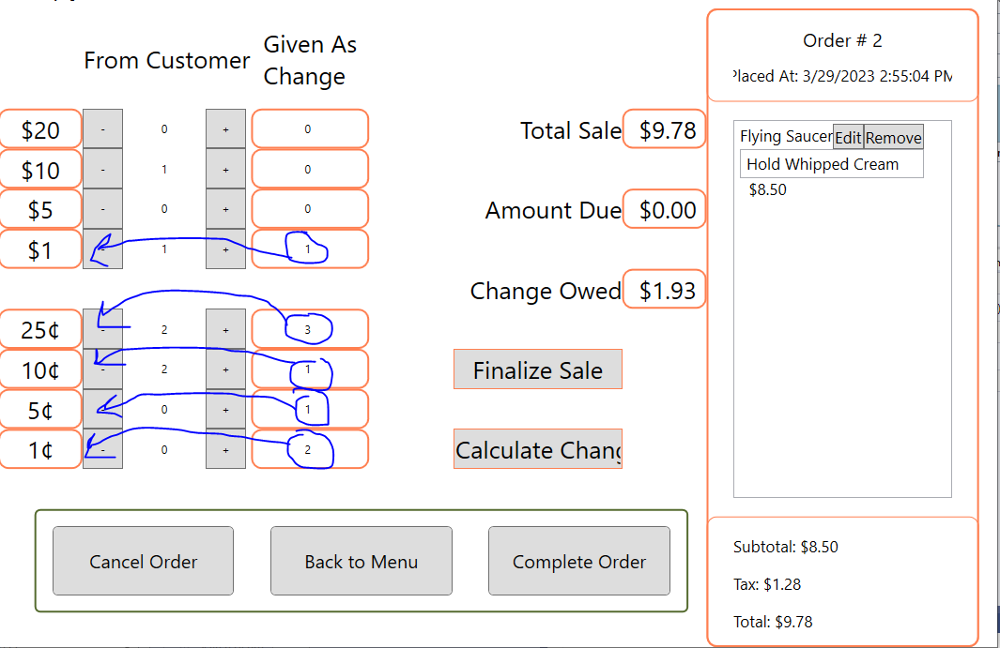 From Customer
Given As
Change
$20 - 0 + 0
$10 - 1 + 0
$5 - 0 + 0
$1 - 1 + 1
25¢ - 2 + 3
10¢ - 2 + 1
5¢ - 0 + 1
1¢ - 0 + 2
Total Sale $9.78
Amount Due $0.00
Change Owed $1.93
Finalize Sale
Calculate Chang
Cancel Order
Back to Menu
Complete Order
Order # 2
Placed At: 3/29/2023 2:55:04 PM
Flying Saucer Edit Remove
Hold Whipped Cream
$8.50
Subtotal: $8.50
Tax: $1.28
Total: $9.78